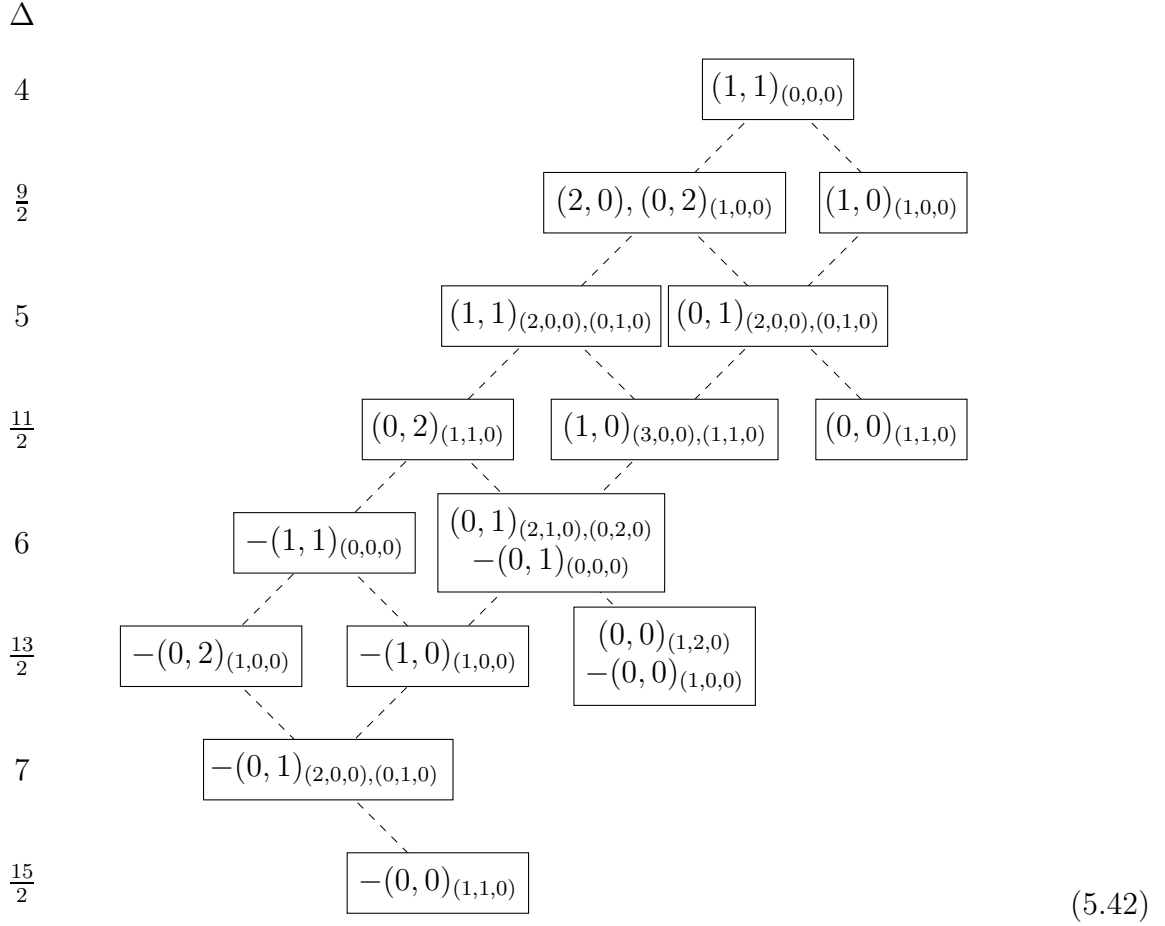 Δ
4 (1, 1)_{(0,0,0)}
9/2 (2, 0), (0, 2)_{(1,0,0)} (1, 0)_{(1,0,0)}
5 (1, 1)_{(2,0,0),(0,1,0)} (0, 1)_{(2,0,0),(0,1,0)}
11/2 (0, 2)_{(1,1,0)} (1, 0)_{(3,0,0),(1,1,0)} (0, 0)_{(1,1,0)}
(0, 1)_{(2,1,0),(0,2,0)}
6 −(1, 1)_{(0,0,0)}
−(0, 1)_{(0,0,0)}
(0, 0)_{(1,2,0)}
13/2 −(0, 2)_{(1,0,0)} −(1, 0)_{(1,0,0)}
−(0, 0)_{(1,0,0)}
7 −(0, 1)_{(2,0,0),(0,1,0)}
15/2 −(0, 0)_{(1,1,0)}
(5.42)